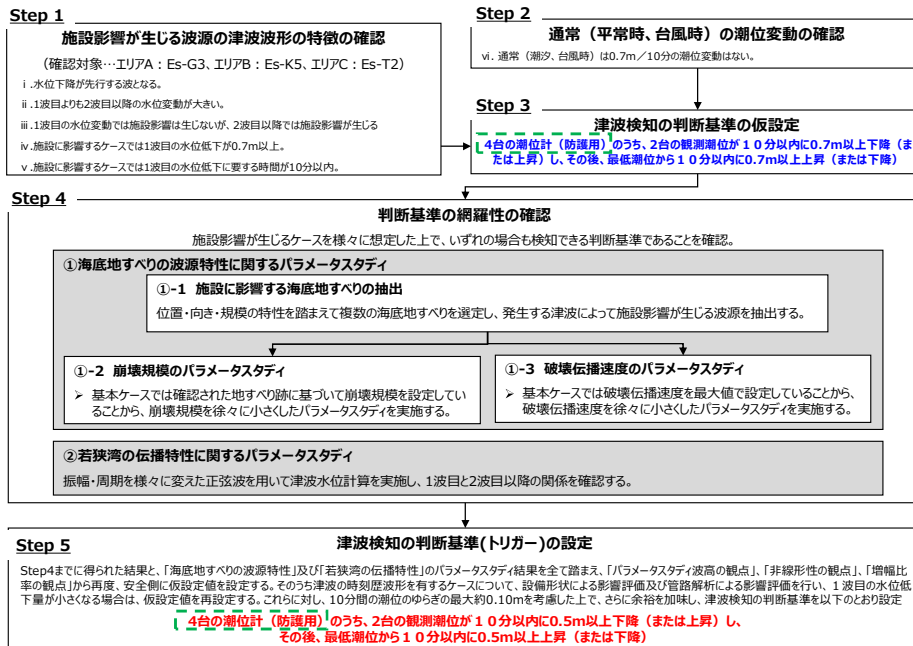 Step 1
施設影響が生じる波源の津波波形の特徴の確認
(確認対象…エリアA：Es-G3、エリアB：Es-K5、エリアC：Es-T2)
ⅰ.水位下降が先行する波となる。
ⅱ.1波目よりも2波目以降の水位変動が大きい。
ⅲ.1波目の水位変動では施設影響は生じないが、2波目以降では施設影響が生じる
ⅳ.施設に影響するケースでは1波目の水位低下が0.7m以上。
ⅴ.施設に影響するケースでは1波目の水位低下に要する時間が10分以内。
Step 2
通常（平常時、台風時）の潮位変動の確認
ⅵ. 通常（潮汐、台風時）は0.7m／10分の潮位変動はない。
Step 3
津波検知の判断基準の仮設定
4台の潮位計（防護用）のうち、2台の観測潮位が１０分以内に0.7m以上下降（ま
たは上昇）し、その後、最低潮位から１０分以内に0.7m以上上昇（または下降）
Step 4
判断基準の網羅性の確認
施設影響が生じるケースを様々に想定した上で、いずれの場合も検知できる判断基準であることを確認。
①海底地すべりの波源特性に関するパラメータスタディ
①-1 施設に影響する海底地すべりの抽出
位置・向き・規模の特性を踏まえて複数の海底地すべりを選定し、発生する津波によって施設影響が生じる波源を抽出する。
①-2 崩壊規模のパラメータスタディ
➢ 基本ケースでは確認された地すべり跡に基づいて崩壊規模を設定してい
ることから、崩壊規模を徐々に小さくしたパラメータスタディを実施する。
①-3 破壊伝播速度のパラメータスタディ
➢ 基本ケースでは破壊伝播速度を最大値で設定していることから、
破壊伝播速度を徐々に小さくしたパラメータスタディを実施する。
②若狭湾の伝播特性に関するパラメータスタディ
振幅・周期を様々に変えた正弦波を用いて津波水位計算を実施し、1波目と2波目以降の関係を確認する。
Step 5
津波検知の判断基準(トリガー)の設定
Step4までに得られた結果と、「海底地すべりの波源特性」及び「若狭湾の伝播特性」のパラメータスタディ結果を全て踏まえ、「パラメータスタディ波高の観点」、「非線形性の観点」、「増幅比
率の観点」から再度、安全側に仮設定値を設定する。そのうち津波の時刻歴波形を有するケースについて、設備形状による影響評価及び管路解析による影響評価を行い、１波目の水位低
下量が小さくなる場合は、仮設定値を再設定する。これらに対し、10分間の潮位のゆらぎの最大約0.10mを考慮した上で、さらに余裕を加味し、津波検知の判断基準を以下のとおり設定
4台の潮位計（防護用）のうち、2台の観測潮位が１０分以内に0.5m以上下降（または上昇）し、
その後、最低潮位から１０分以内に0.5m以上上昇（または下降）